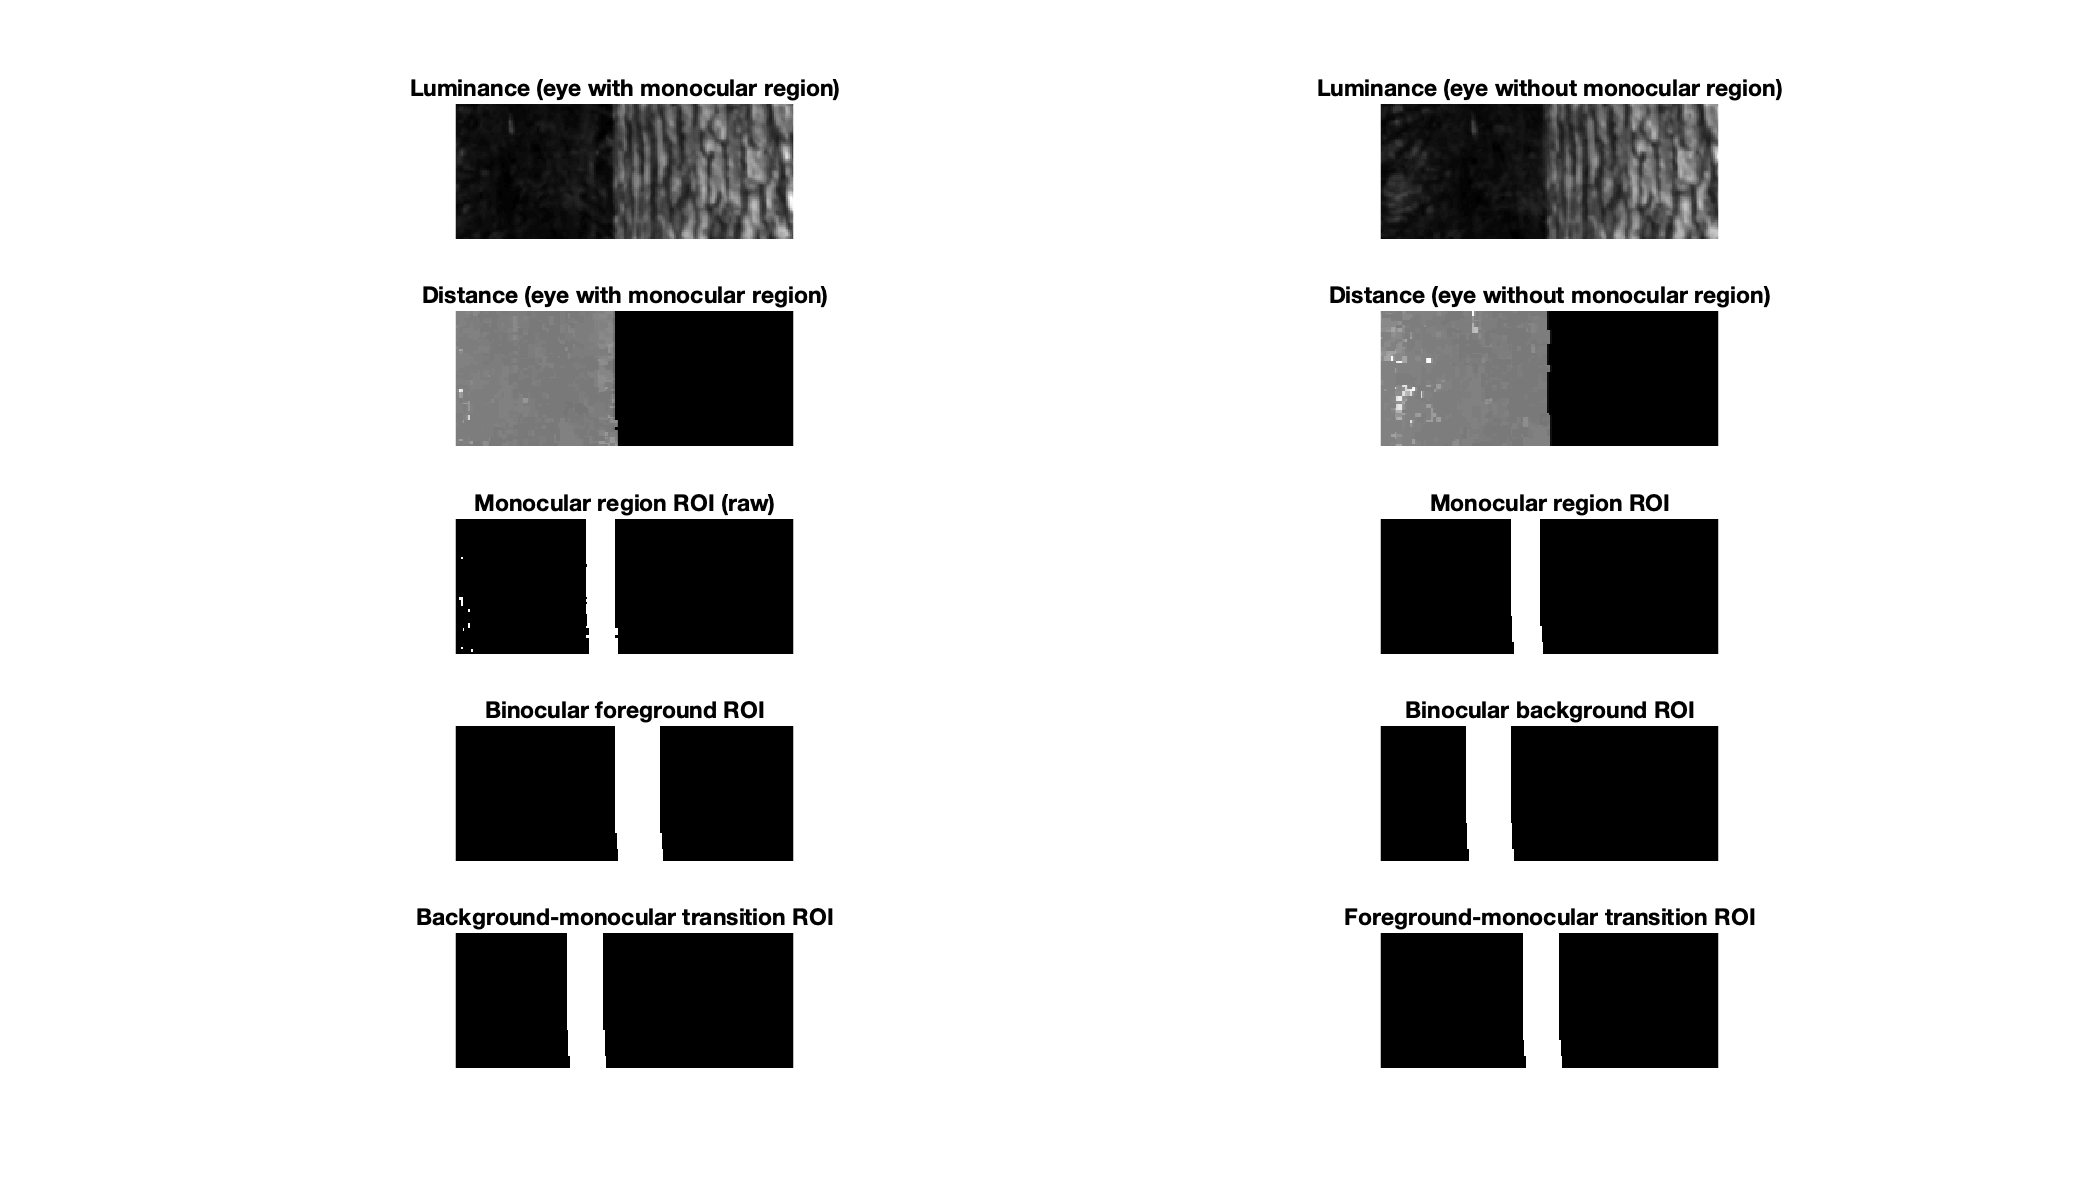 Luminance (eye with monocular region)
Luminance (eye without monocular region)
Distance (eye with monocular region)
Distance (eye without monocular region)
Monocular region ROI (raw)
Monocular region ROI
Binocular foreground ROI
Binocular background ROI
Background-monocular transition ROI
Foreground-monocular transition ROI